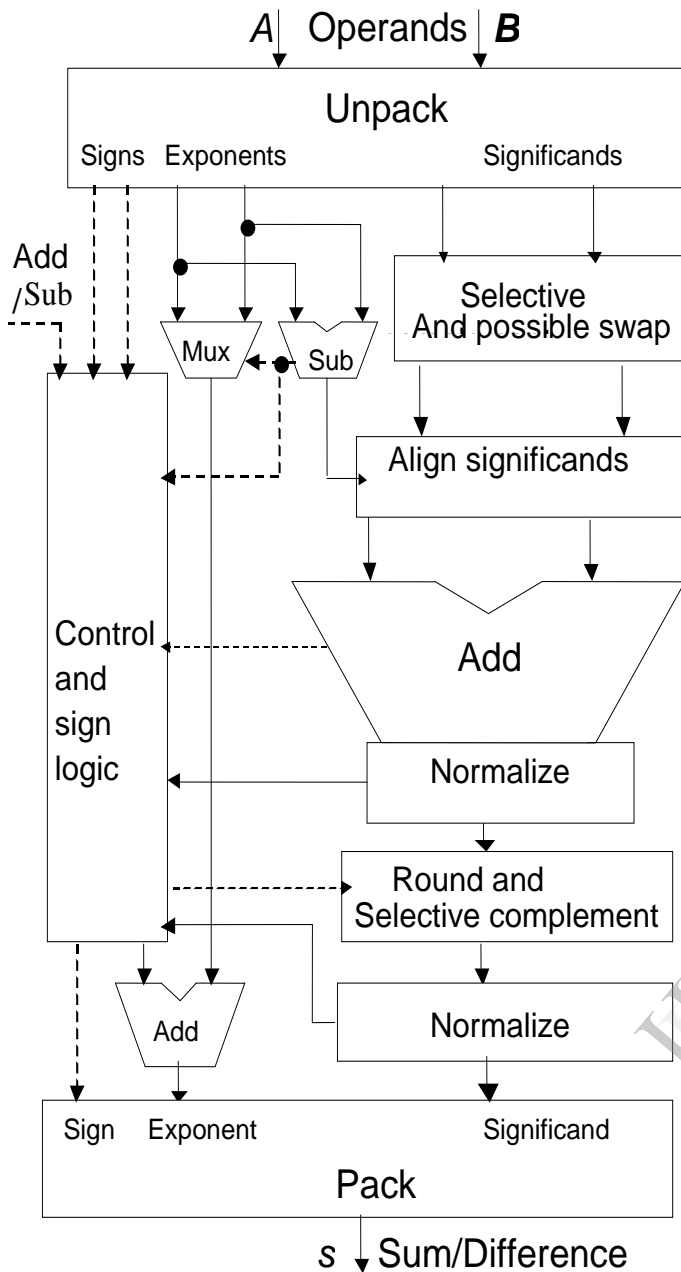 A Operands B
Unpack
Signs Exponents Significands
Add
/Sub
Selective
And possible swap
Mux Sub
Align significands
Control
and
sign
logic
Add
Normalize
Round and
Selective complement
Add
Normalize
Sign Exponent Significand
Pack
s Sum/Difference